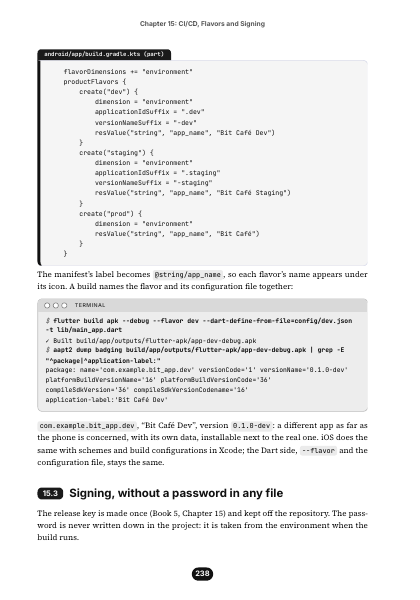 Chapter 15: CI/CD, Flavors and Signing
android/app/build.gradle.kts (part)
flavorDimensions += "environment"
productFlavors {
create("dev") {
dimension = "environment"
applicationIdSuffix = ".dev"
versionNameSuffix = "-dev"
resValue("string", "app_name", "Bit Café Dev")
}
create("staging") {
dimension = "environment"
applicationIdSuffix = ".staging"
versionNameSuffix = "-staging"
resValue("string", "app_name", "Bit Café Staging")
}
create("prod") {
dimension = "environment"
resValue("string", "app_name", "Bit Café")
}
}
The manifest's label becomes @string/app_name, so each flavor's name appears under
its icon. A build names the flavor and its configuration file together:
TERMINAL
$ flutter build apk --debug --flavor dev --dart-define-from-file=config/dev.json
-t lib/main_app.dart
✓ Built build/app/outputs/flutter-apk/app-dev-debug.apk
$ aapt2 dump badging build/app/outputs/flutter-apk/app-dev-debug.apk | grep -E
"^package|^application-label:"
package: name='com.example.bit_app.dev' versionCode='1' versionName='0.1.0-dev'
platformBuildVersionName='16' platformBuildVersionCode='36'
compileSdkVersion='36' compileSdkVersionCodename='16'
application-label:'Bit Café Dev'
com.example.bit_app.dev, “Bit Café Dev”, version 0.1.0-dev: a different app as far as
the phone is concerned, with its own data, installable next to the real one. iOS does the
same with schemes and build configurations in Xcode; the Dart side, --flavor and the
configuration file, stays the same.
15.3 Signing, without a password in any file
The release key is made once (Book 5, Chapter 15) and kept off the repository. The pass-
word is never written down in the project: it is taken from the environment when the
build runs.
238